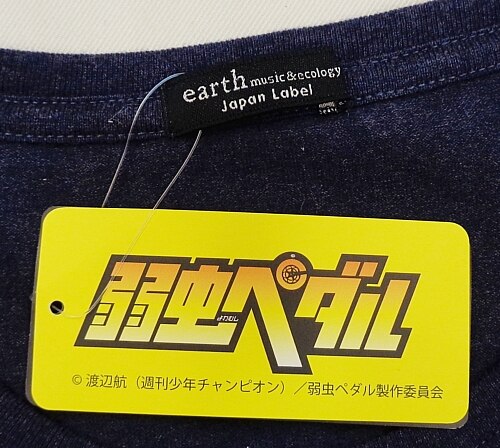 earth music&ecology
Japan Label
弱虫ペダル
よわむし
© 渡辺航（週刊少年チャンピオン）／弱虫ペダル製作委員会